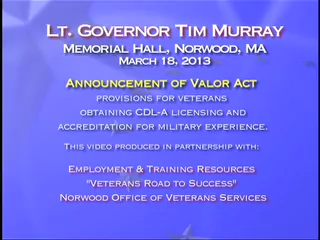 Lt. Governor Tim Murray
Memorial Hall, Norwood, MA
March 18, 2013
Announcement of Valor Act
provisions for veterans
obtaining CDL-A licensing and
accreditation for military experience.
This video produced in partnership with:
Employment & Training Resources
"Veterans Road to Success"
Norwood Office of Veterans Services